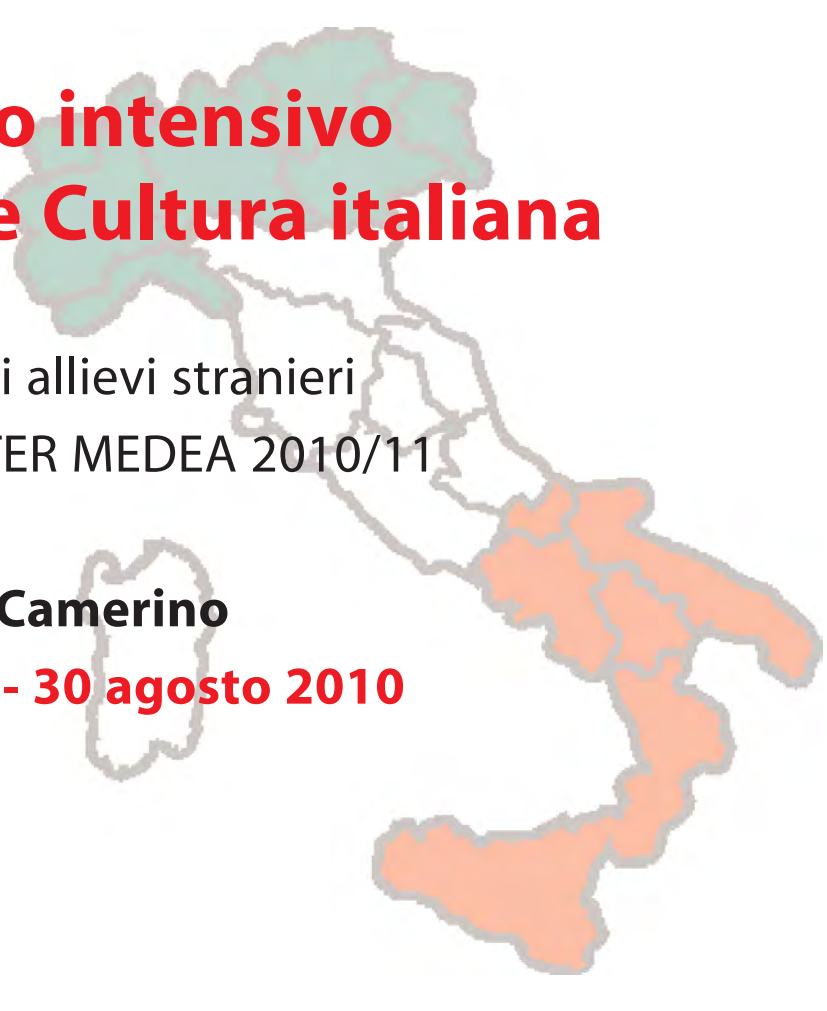 o intensivo
e Cultura italiana
i allievi stranieri
TER MEDEA 2010/11
Camerino
- 30 agosto 2010